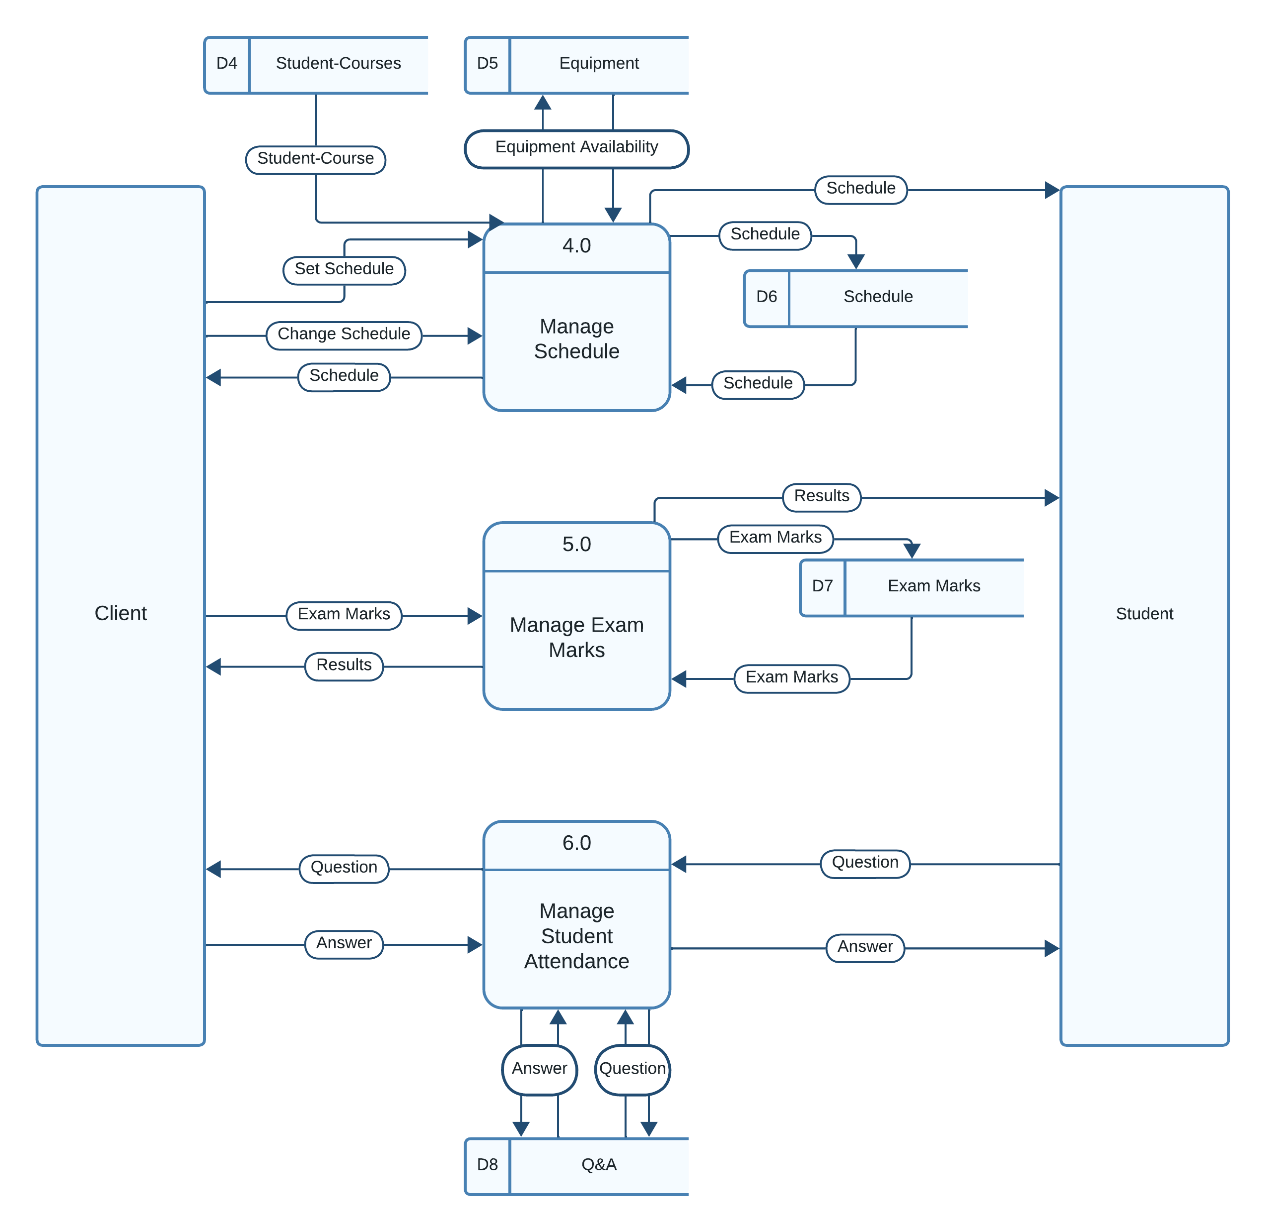 D4
Student-Courses
D5
Equipment
Student-Course
Equipment Availability
Schedule
Schedule
4.0
Set Schedule
D6
Schedule
Manage
Schedule
Change Schedule
Schedule
Schedule
Results
Exam Marks
5.0
D7
Exam Marks
Client
Exam Marks
Manage Exam
Marks
Student
Results
Exam Marks
6.0
Question
Question
Manage
Student
Attendance
Answer
Answer
Answer
Question
D8
Q&A